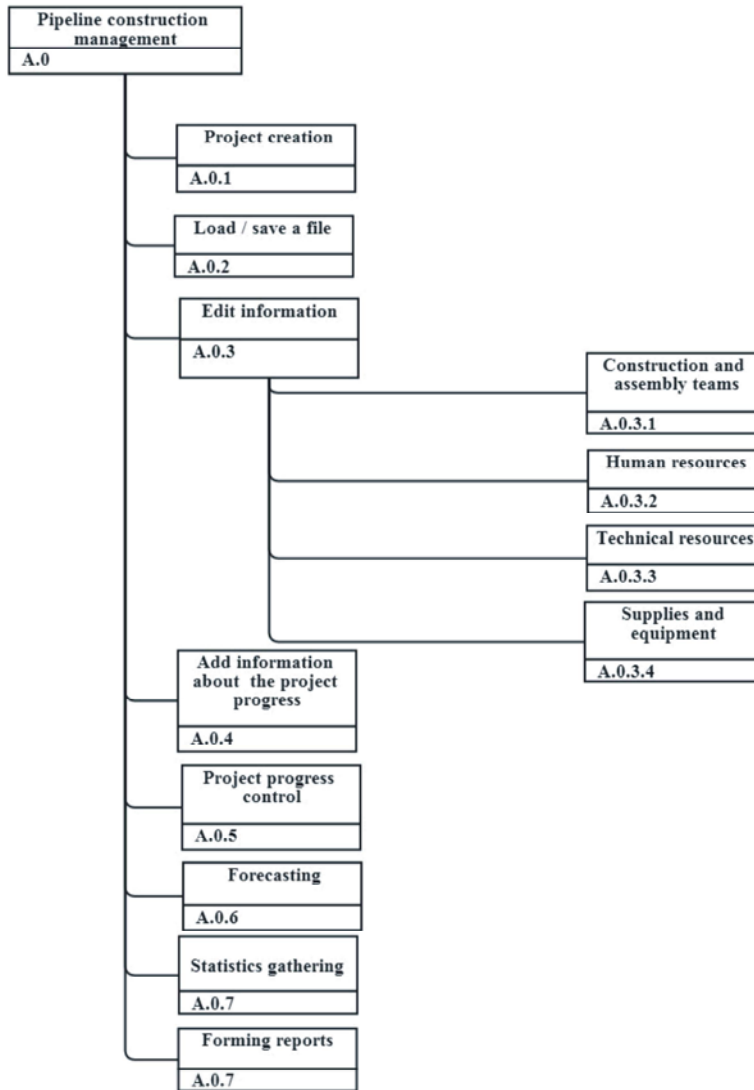 Pipeline construction
management
A.0
Project creation
A.0.1
Load / save a file
A.0.2
Edit information
A.0.3
Construction and
assembly teams
A.0.3.1
Human resources
A.0.3.2
Technical resources
A.0.3.3
Supplies and
equipment
A.0.3.4
Add information
about the project
progress
A.0.4
Project progress
control
A.0.5
Forecasting
A.0.6
Statistics gathering
A.0.7
Forming reports
A.0.7